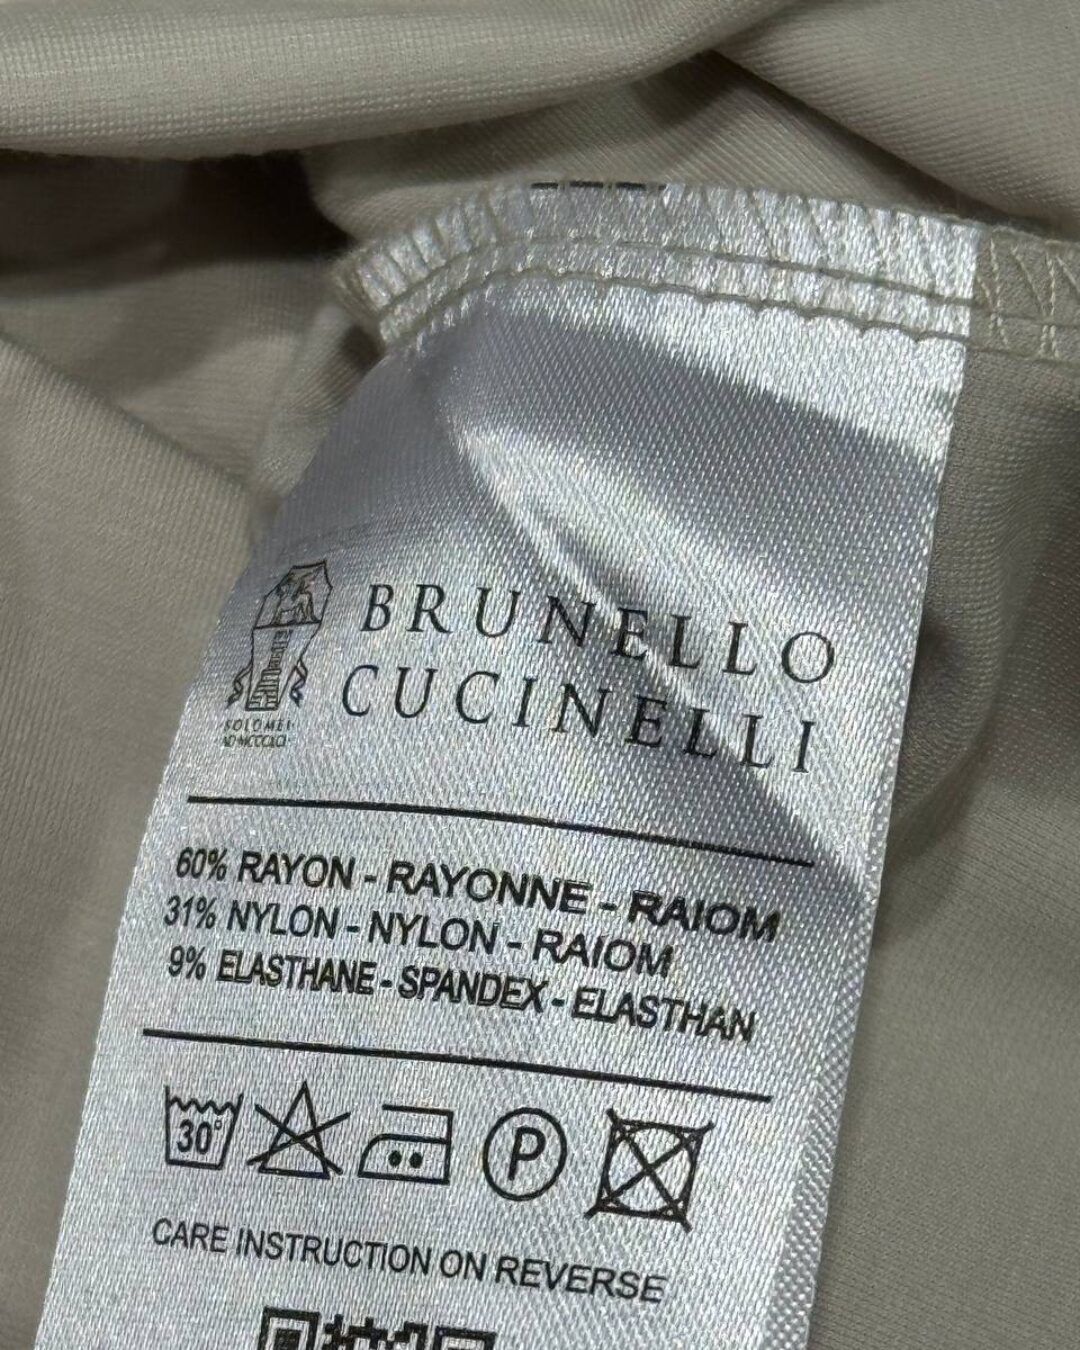 BRUNELLO
CUCINELLI
SOLOMEI
60% RAYON - RAYONNE - RAIOM
31% NYLON - NYLON - RAIOM
9% ELASTHANE - SPANDEX - ELASTHAN
30°
P
CARE INSTRUCTION ON REVERSE